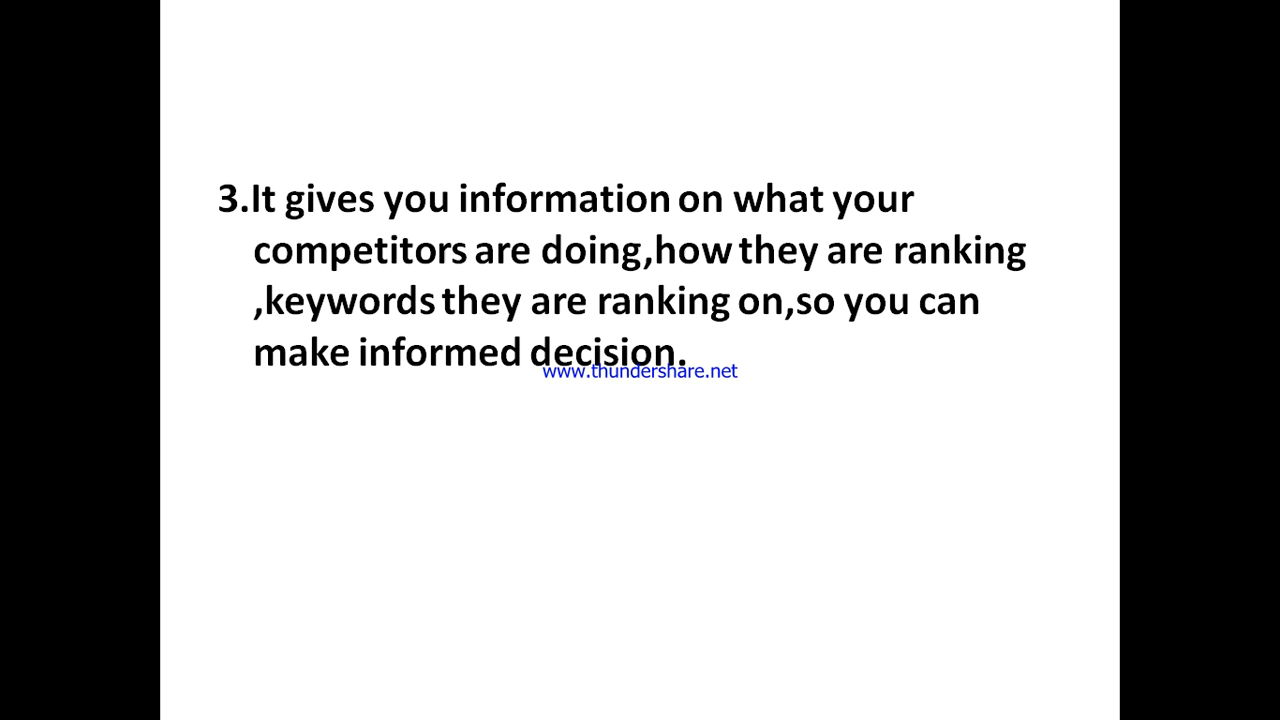 3.It gives you information on what your
competitors are doing,how they are ranking
,keywords they are ranking on,so you can
make informed decision.
www.thundershare.net